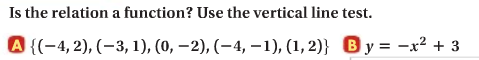 Is the relation a function? Use the vertical line test.
A {(−4, 2), (−3, 1), (0, −2), (−4, −1), (1, 2)} B y = −x² + 3